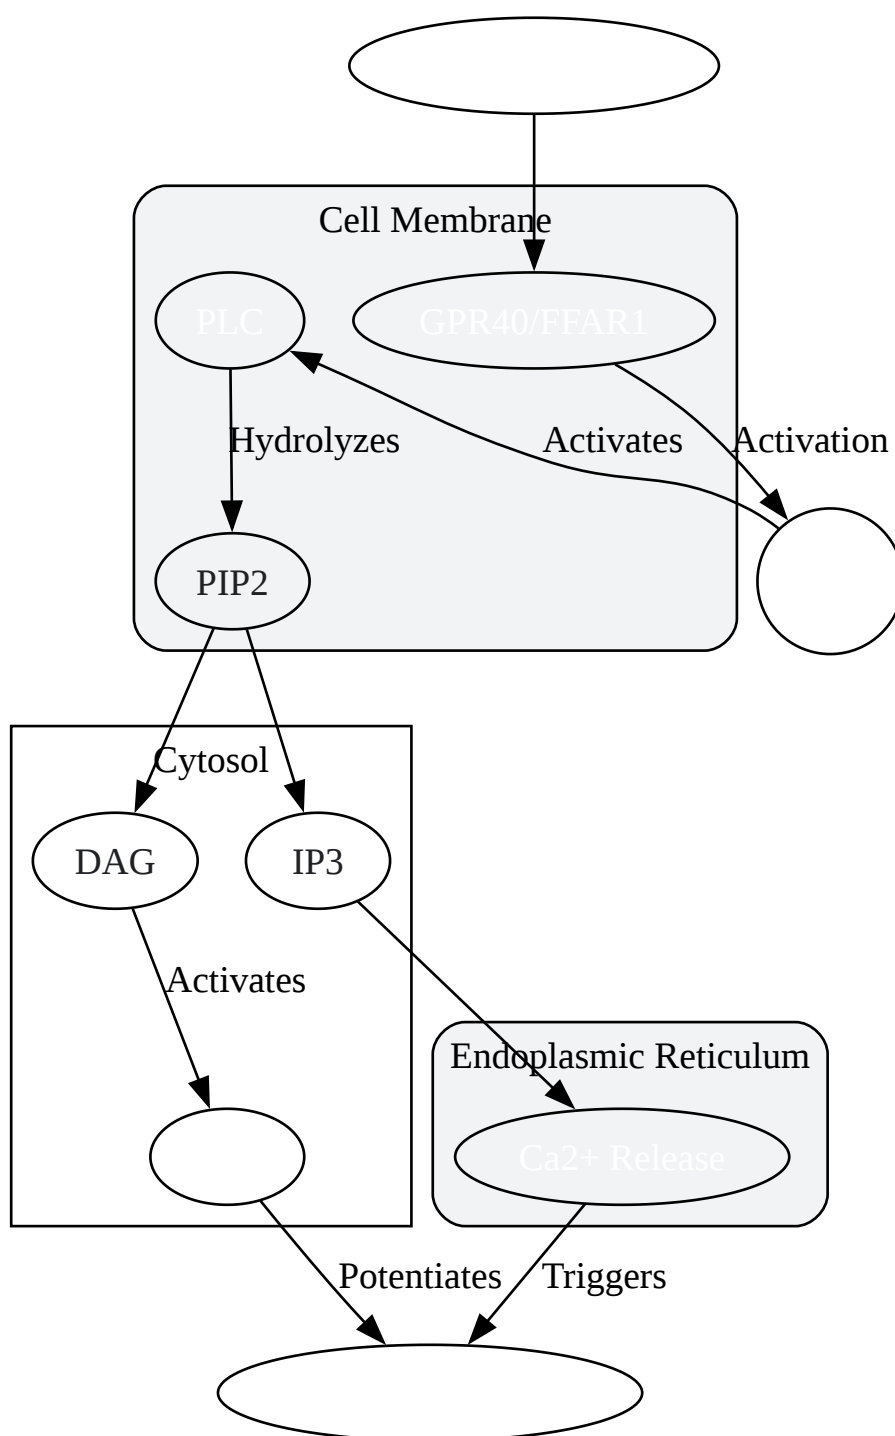 Cell Membrane
PLC
GPR40/FFAR1
Hydrolyzes
Activates
Activation
PIP2
Cytosol
DAG
IP3
Activates
Endoplasmic Reticulum
Ca2+ Release
Potentiates
Triggers